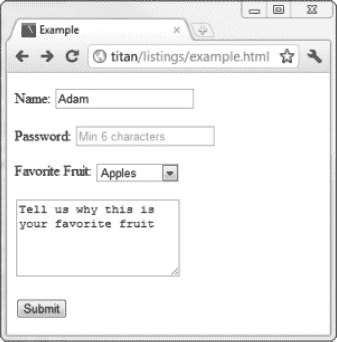 Example
titan/listings/example.html
Name: Adam
Password: Min 6 characters
Favorite Fruit: Apples
Tell us why this is
your favorite fruit
Submit